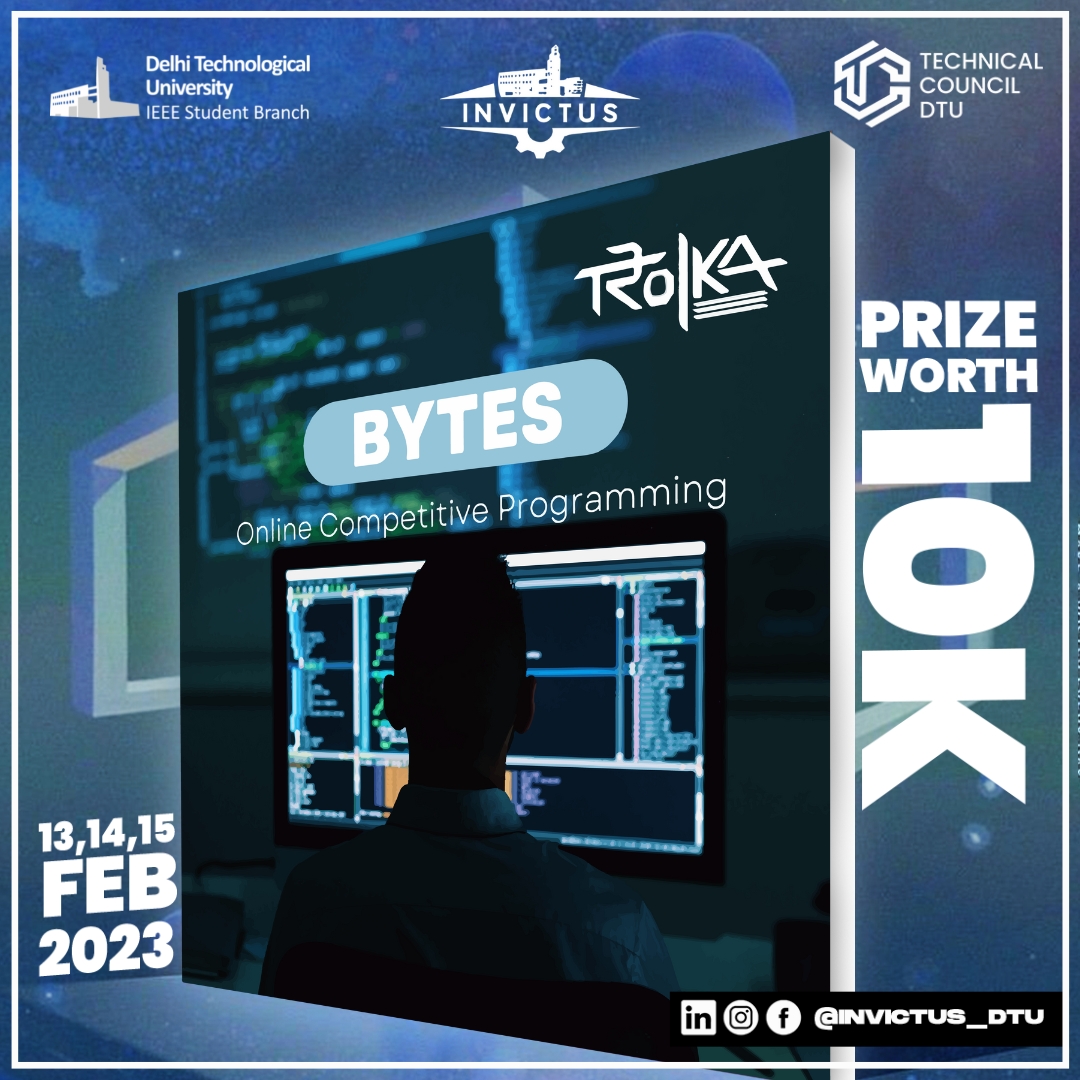 Delhi Technological
University
IEEE Student Branch
INVICTUS
TECHNICAL
COUNCIL
DTU
TROIKA
BYTES
Online Competitive Programming
PRIZE
WORTH
10K
13,14,15
FEB
2023
in f @INVICTUS_DTU